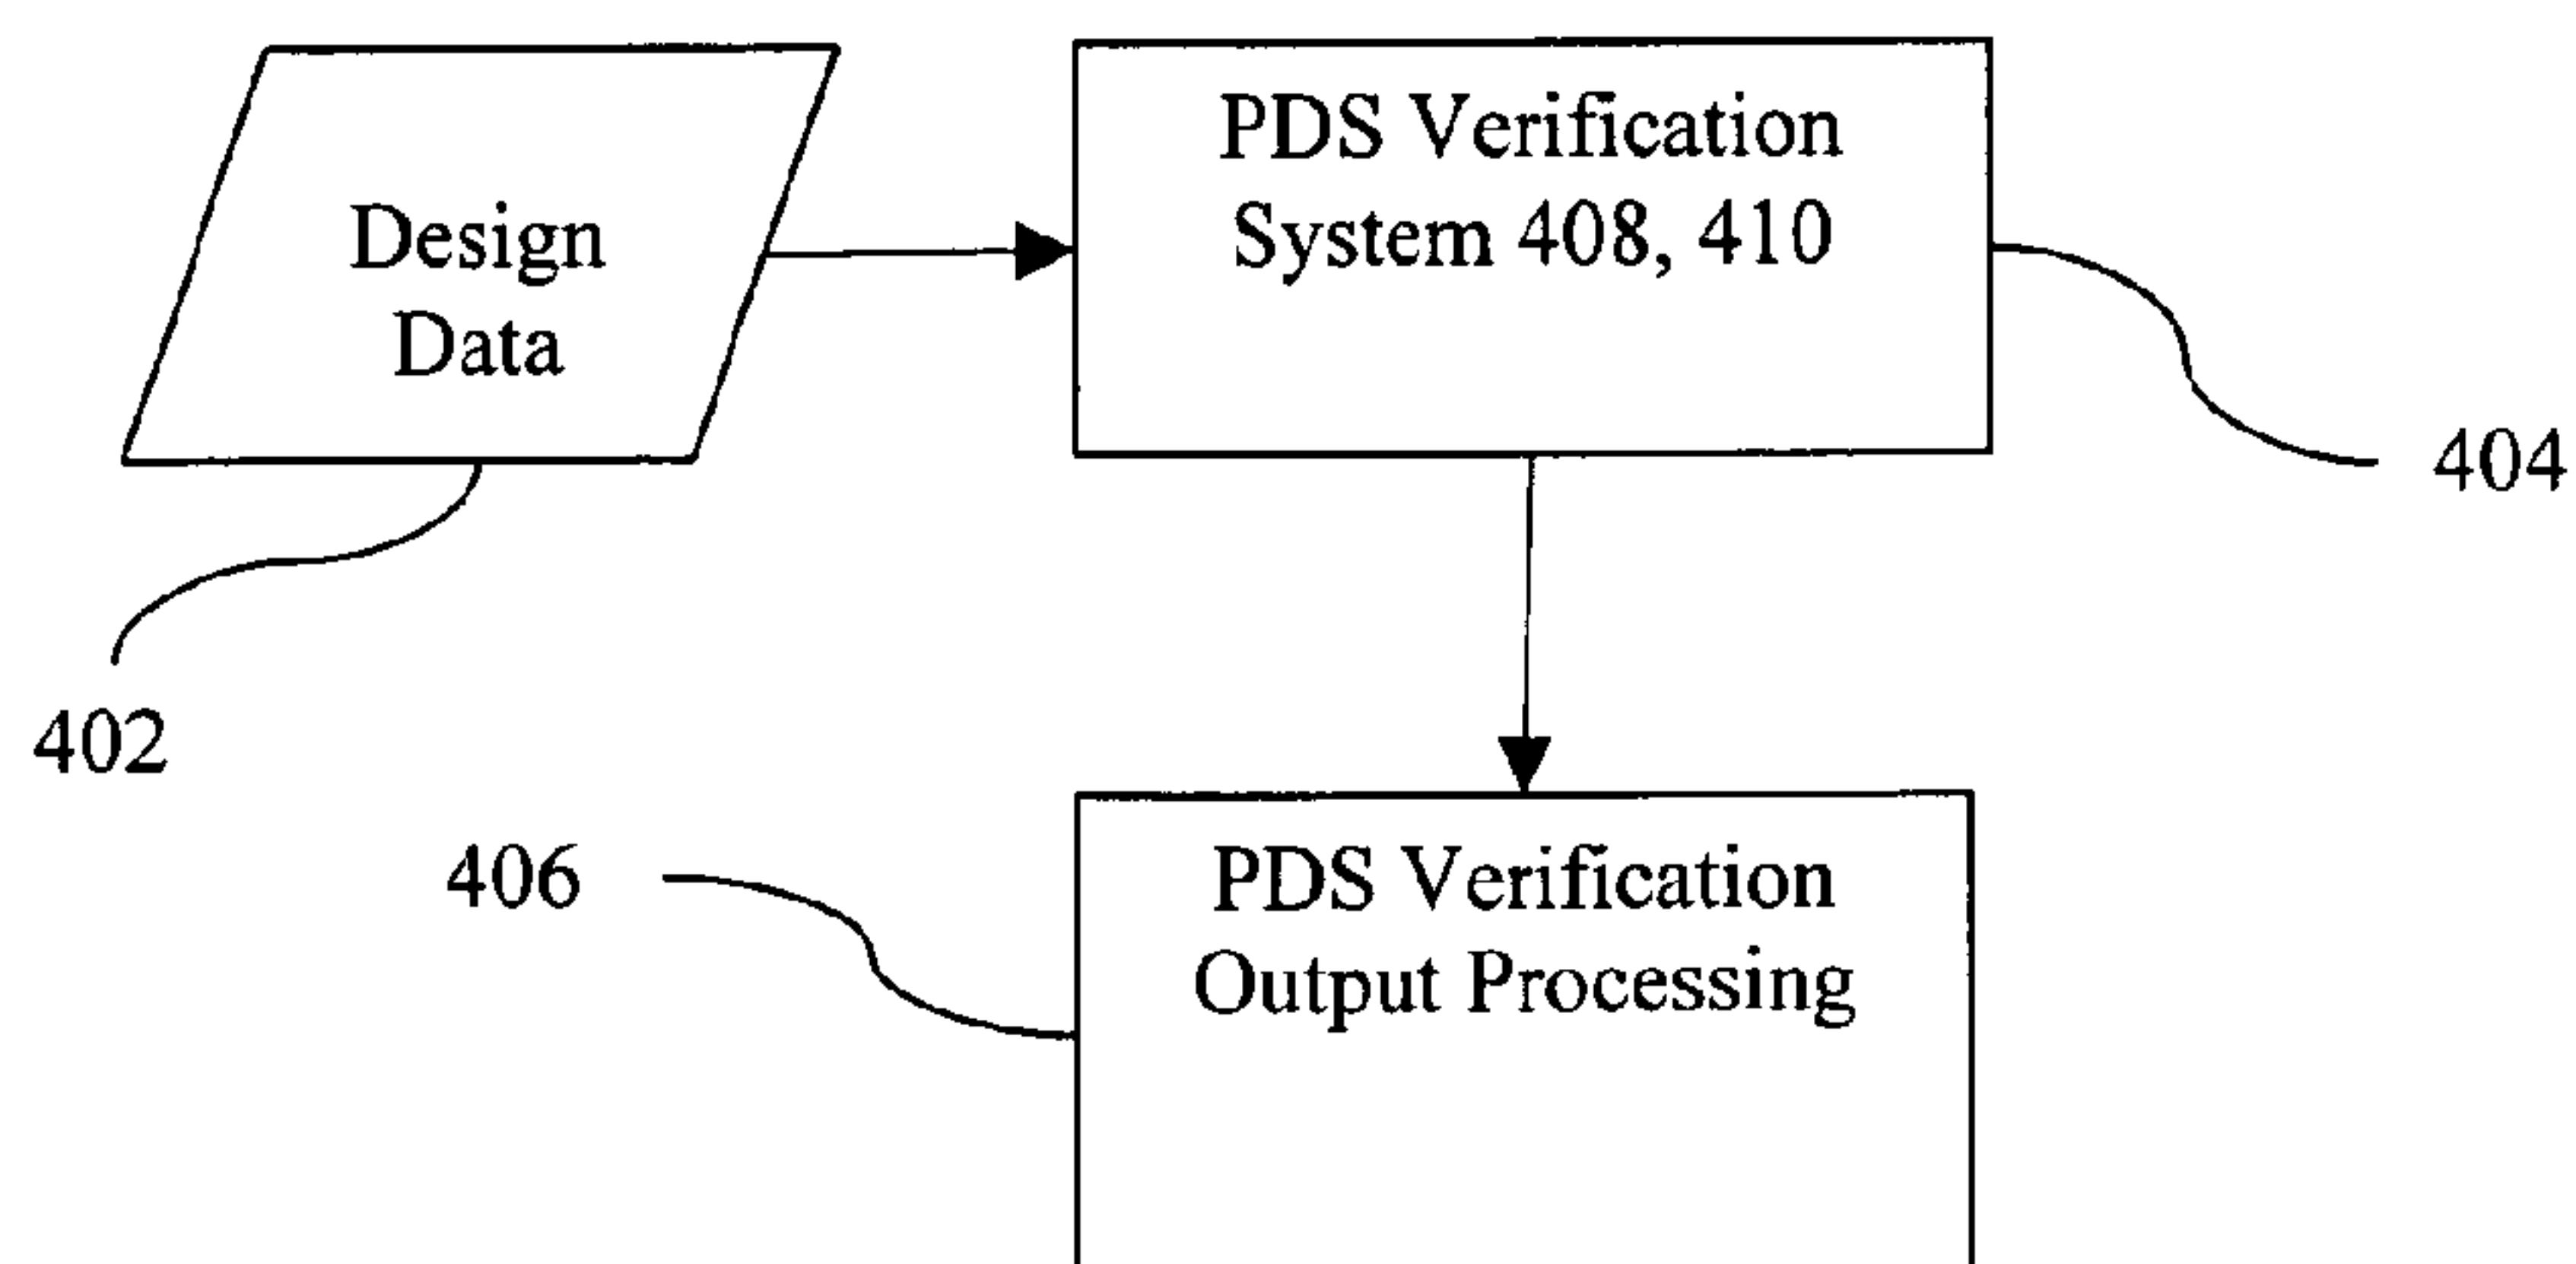 Design
Data
PDS Verification
System 408, 410
404
402
406
PDS Verification
Output Processing